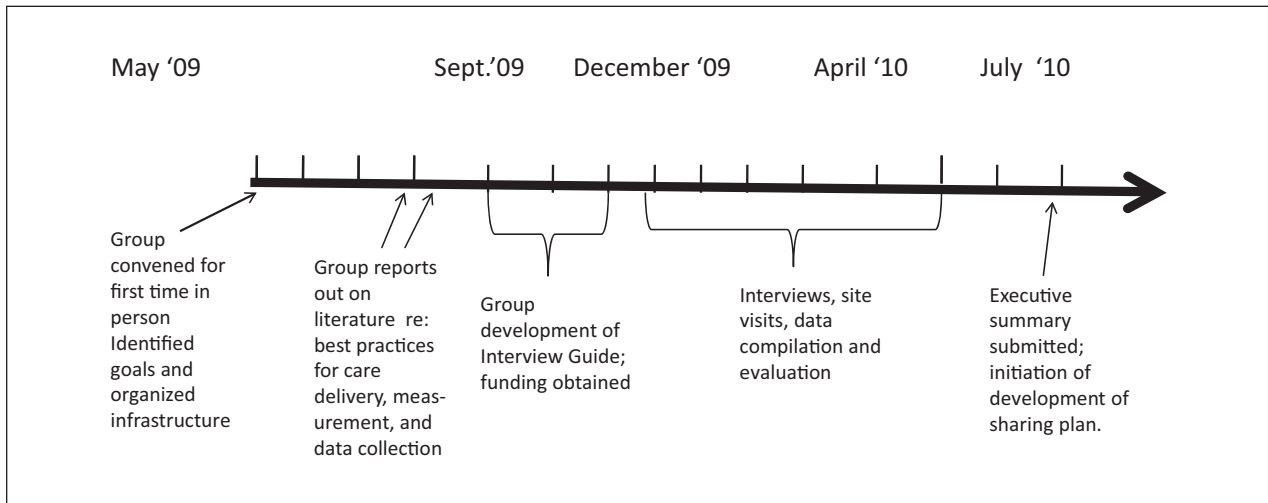 May ‘09 Sept.’09 December ‘09 April ‘10 July ‘10
Group
convened for
first time in
person
Identified
goals and
organized
infrastructure
Group reports
out on
literature re:
best practices
for care
delivery, meas-
urement, and
data collection
Group
development of
Interview Guide;
funding obtained
Interviews, site
visits, data
compilation and
evaluation
Executive
summary
submitted;
initiation of
development of
sharing plan.